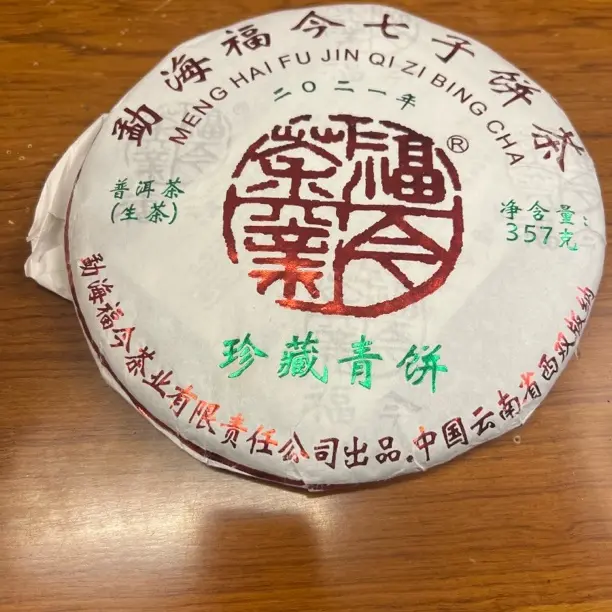 勐海福今七子饼茶
MENG HAI FU JIN QI ZI BING CHA
二〇二一年
福今茶業
®
普洱茶
(生茶)
净含量:
357克
珍藏青饼
勐海福今茶业有限责任公司出品.中国云南省西双版纳